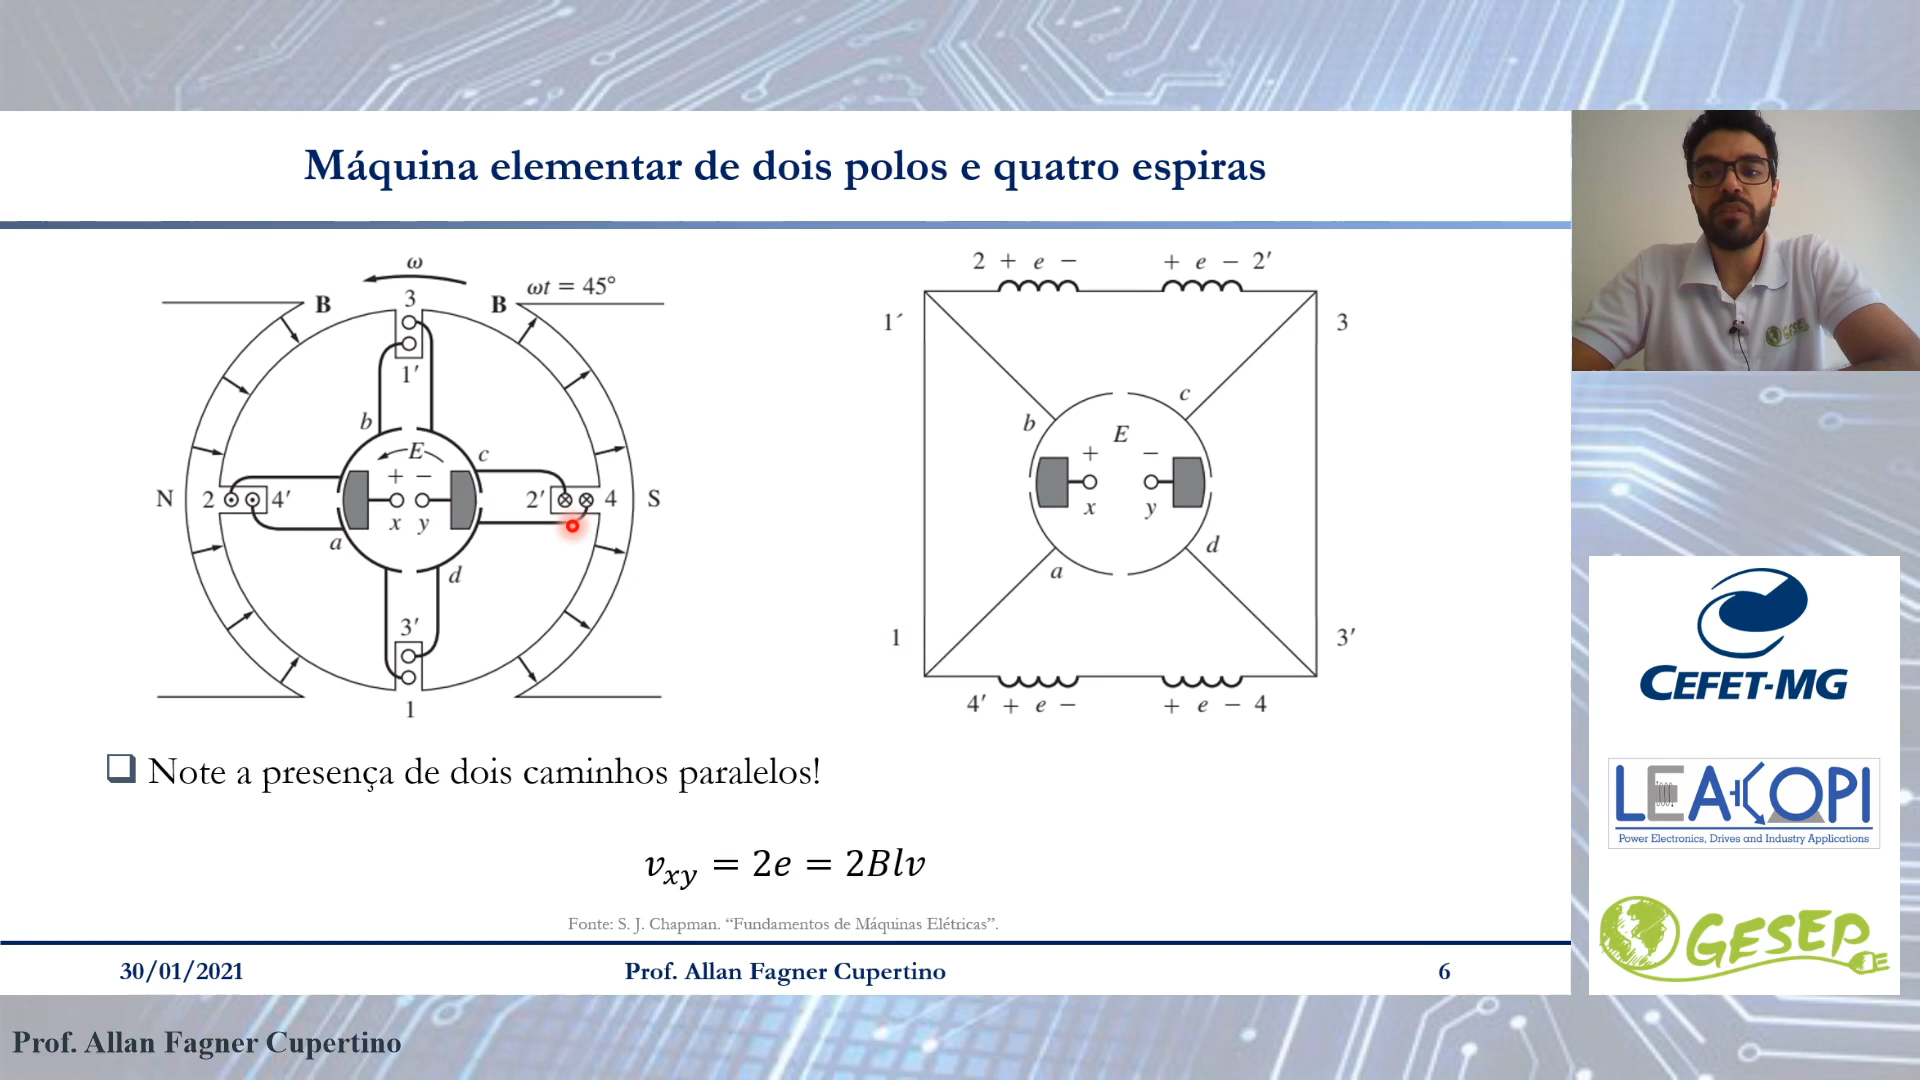 Máquina elementar de dois polos e quatro espiras
ω
ωt = 45°
B
B
3
1′
b
E
c
+ −
N
2
4′
x y
2′
4
S
a
d
3′
1
2 + e −
+ e − 2′
1´
3
b
c
E
+ −
x
y
a
d
1
3′
4′ + e −
+ e − 4
Note a presença de dois caminhos paralelos!
v_xy = 2e = 2Blv
Fonte: S. J. Chapman. “Fundamentos de Máquinas Elétricas”.
30/01/2021
Prof. Allan Fagner Cupertino
6
GESEP
CEFET-MG
LEACOPI
Power Electronics, Drives and Industry Applications
GESEP
Prof. Allan Fagner Cupertino